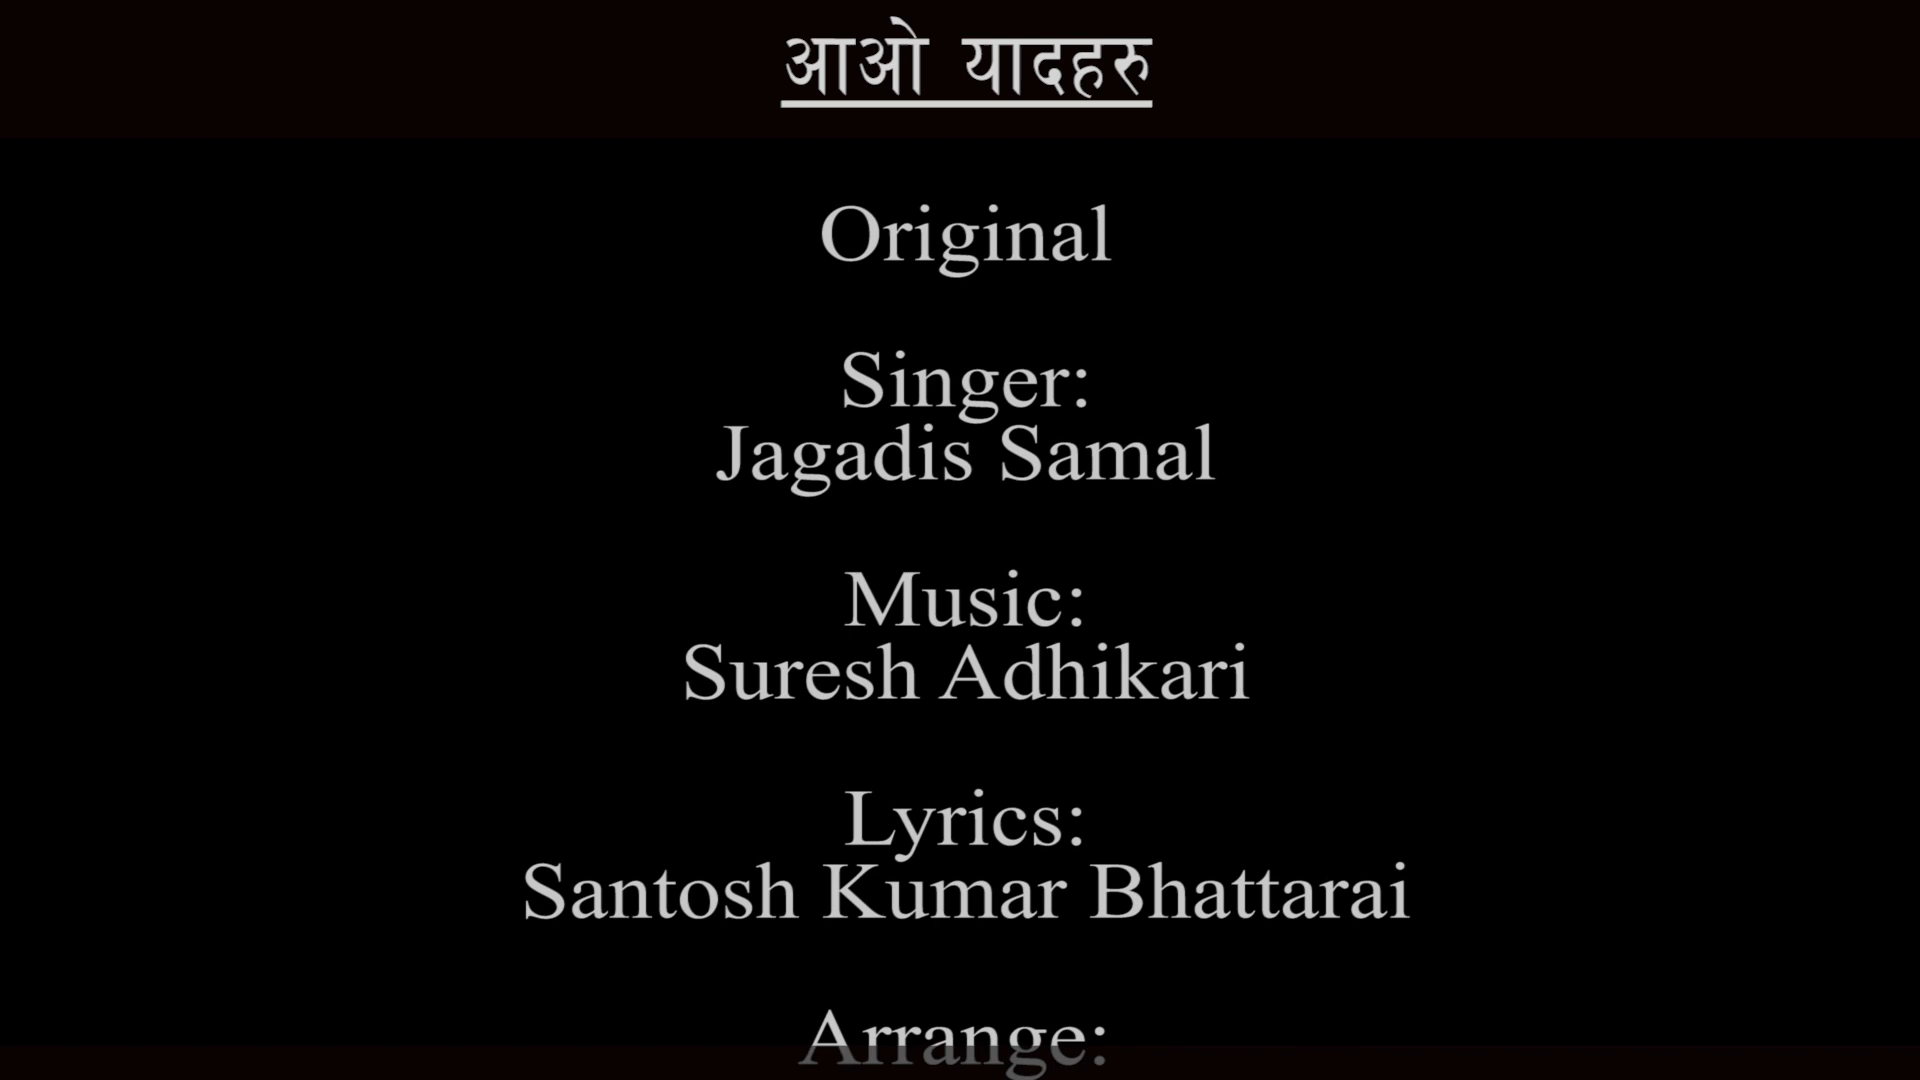 आओ यादहरु
Original
Singer:
Jagadis Samal
Music:
Suresh Adhikari
Lyrics:
Santosh Kumar Bhattarai
Arrange: